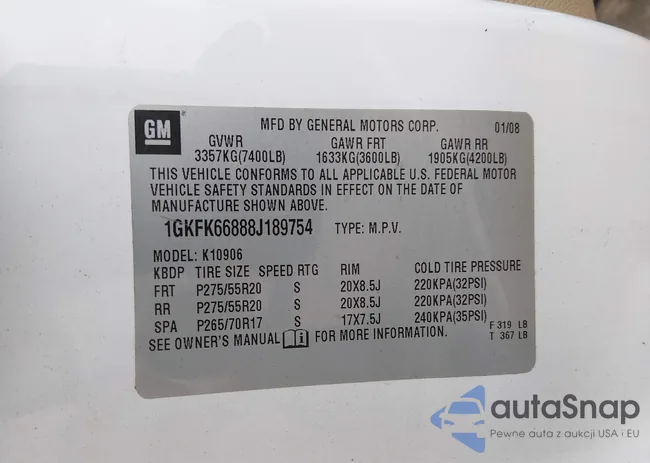 GM
MFD BY GENERAL MOTORS CORP. 01/08
GVWR GAWR FRT GAWR RR
3357KG(7400LB) 1633KG(3600LB) 1905KG(4200LB)
THIS VEHICLE CONFORMS TO ALL APPLICABLE U.S. FEDERAL MOTOR
VEHICLE SAFETY STANDARDS IN EFFECT ON THE DATE OF
MANUFACTURE SHOWN ABOVE.
1GKFK66888J189754 TYPE: M.P.V.
MODEL: K10906
KBDP TIRE SIZE SPEED RTG RIM COLD TIRE PRESSURE
FRT P275/55R20 S 20X8.5J 220KPA(32PSI)
RR P275/55R20 S 20X8.5J 220KPA(32PSI)
SPA P265/70R17 S 17X7.5J 240KPA(35PSI)
F 319 LB
SEE OWNER'S MANUAL i FOR MORE INFORMATION.
T 367 LB
autaSnap
Pewne auta z aukcji USA i EU